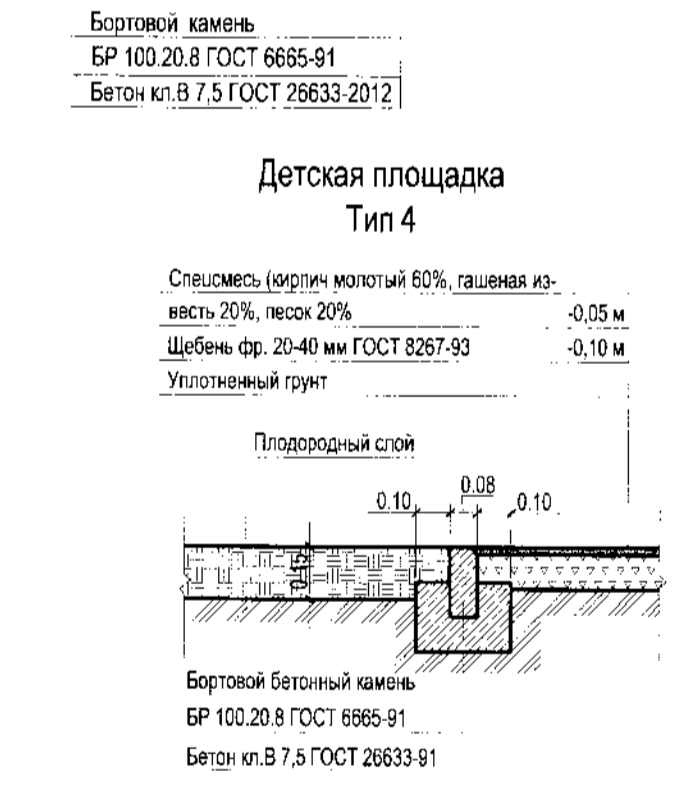 Бортовой камень
БР 100.20.8 ГОСТ 6665-91
Бетон кл.В 7,5 ГОСТ 26633-2012
Детская площадка
Тип 4
Спецсмесь (кирпич молотый 60%, гашеная из-
весть 20%, песок 20% -0,05 м
Щебень фр. 20-40 мм ГОСТ 8267-93 -0,10 м
Уплотненный грунт
Плодородный слой
0.10 0.08 0.10
0.15
Бортовой бетонный камень
БР 100.20.8 ГОСТ 6665-91
Бетон кл.В 7,5 ГОСТ 26633-91